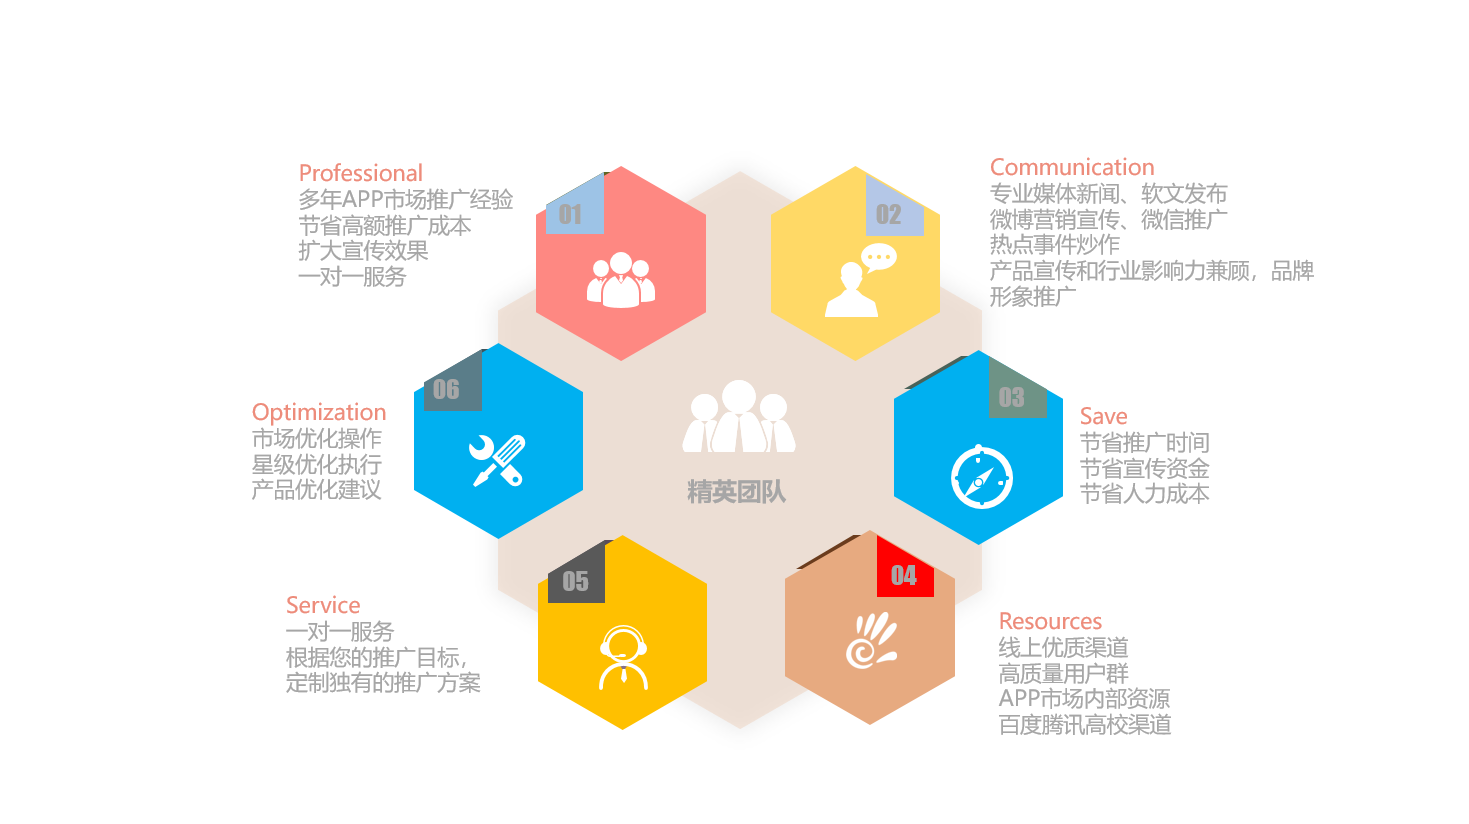 Professional
多年APP市场推广经验
节省高额推广成本
扩大宣传效果
一对一服务
01
02
Communication
专业媒体新闻、软文发布
微博营销宣传、微信推广
热点事件炒作
产品宣传和行业影响力兼顾，品牌
形象推广
Optimization
市场优化操作
星级优化执行
产品优化建议
06
精英团队
03
Save
节省推广时间
节省宣传资金
节省人力成本
Service
一对一服务
根据您的推广目标，
定制独有的推广方案
05
04
Resources
线上优质渠道
高质量用户群
APP市场内部资源
百度腾讯高校渠道